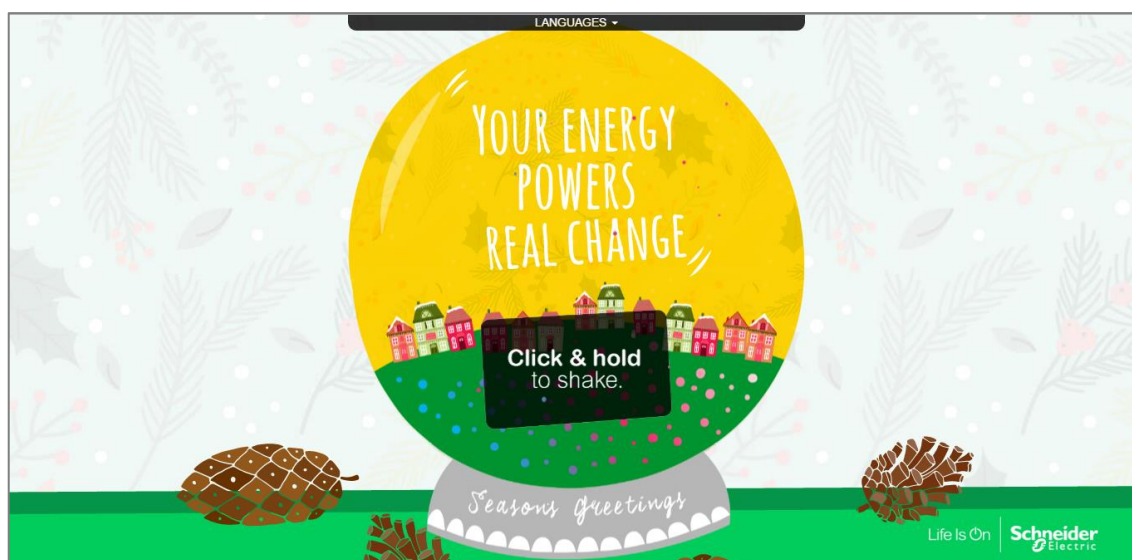 LANGUAGES
YOUR ENERGY
POWERS
REAL CHANGE
Click & hold
to shake.
Seasons Greetings
Life Is On
Schneider
Electric